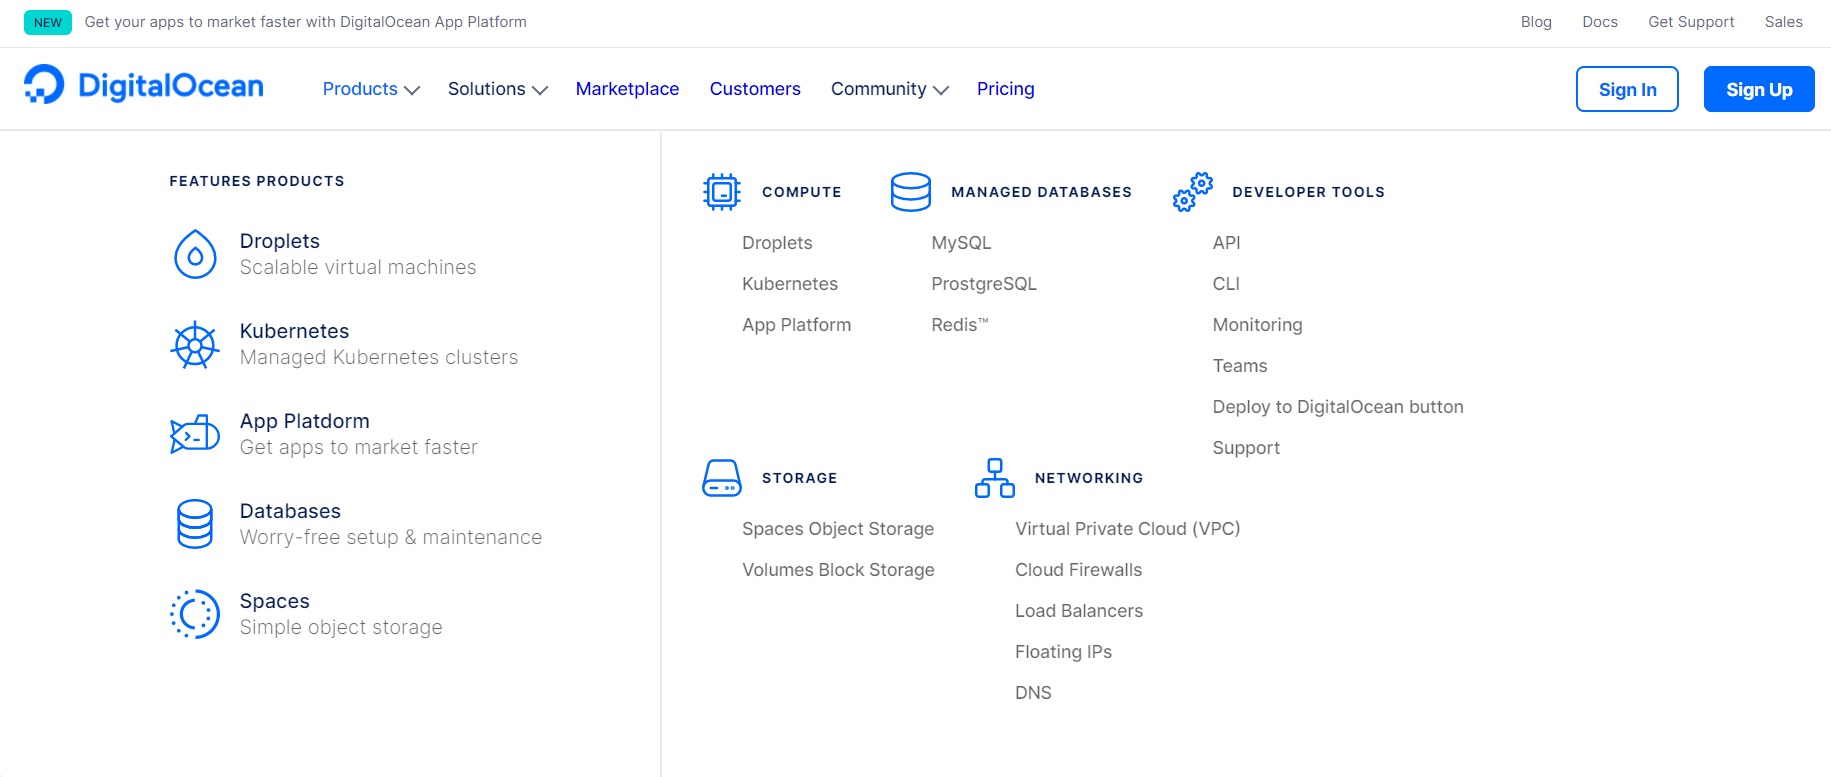 NEW Get your apps to market faster with DigitalOcean App Platform Blog Docs Get Support Sales
DigitalOcean Products Solutions Marketplace Customers Community Pricing Sign In Sign Up
FEATURES PRODUCTS
Droplets
Scalable virtual machines
Kubernetes
Managed Kubernetes clusters
App Platdorm
Get apps to market faster
Databases
Worry-free setup & maintenance
Spaces
Simple object storage
COMPUTE
Droplets
Kubernetes
App Platform
MANAGED DATABASES
MySQL
ProstgreSQL
Redis™
DEVELOPER TOOLS
API
CLI
Monitoring
Teams
Deploy to DigitalOcean button
Support
STORAGE
Spaces Object Storage
Volumes Block Storage
NETWORKING
Virtual Private Cloud (VPC)
Cloud Firewalls
Load Balancers
Floating IPs
DNS